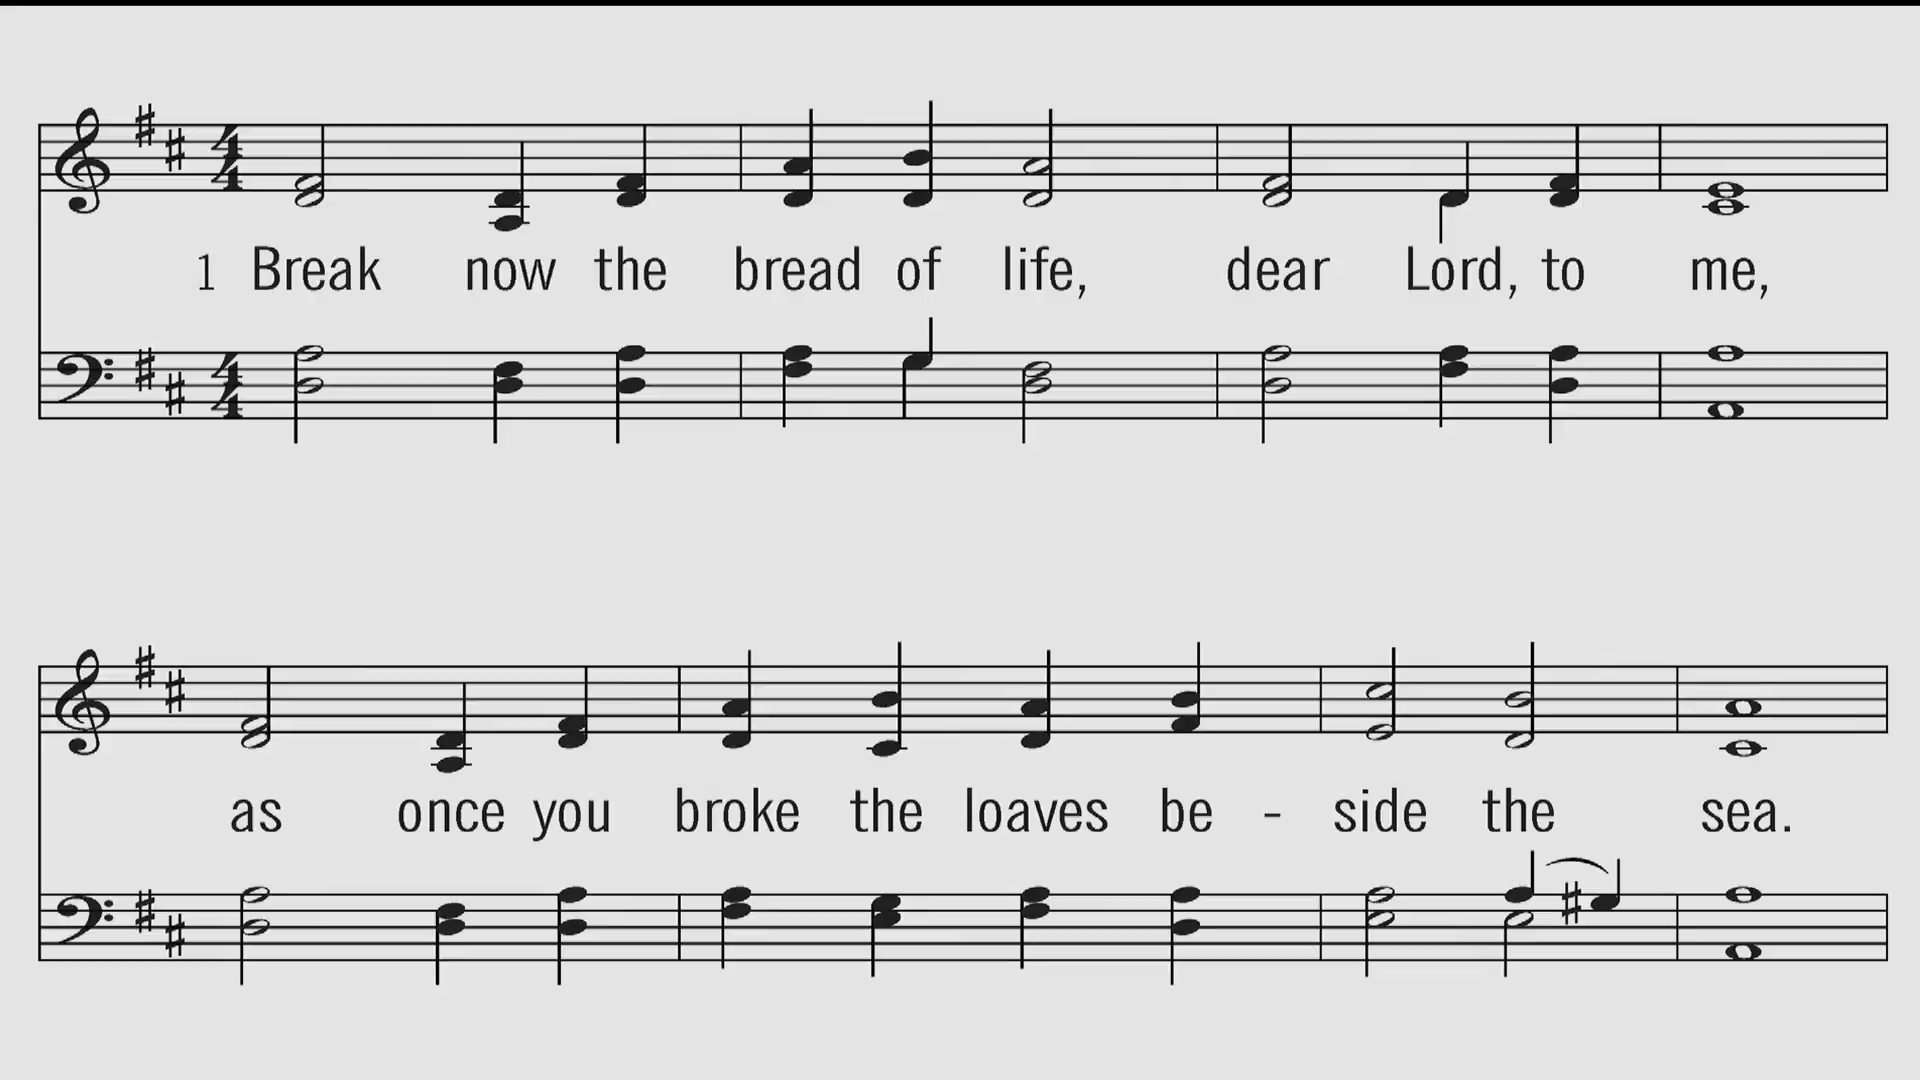 1 Break now the bread of life, dear Lord, to me,
as once you broke the loaves be - side the sea.